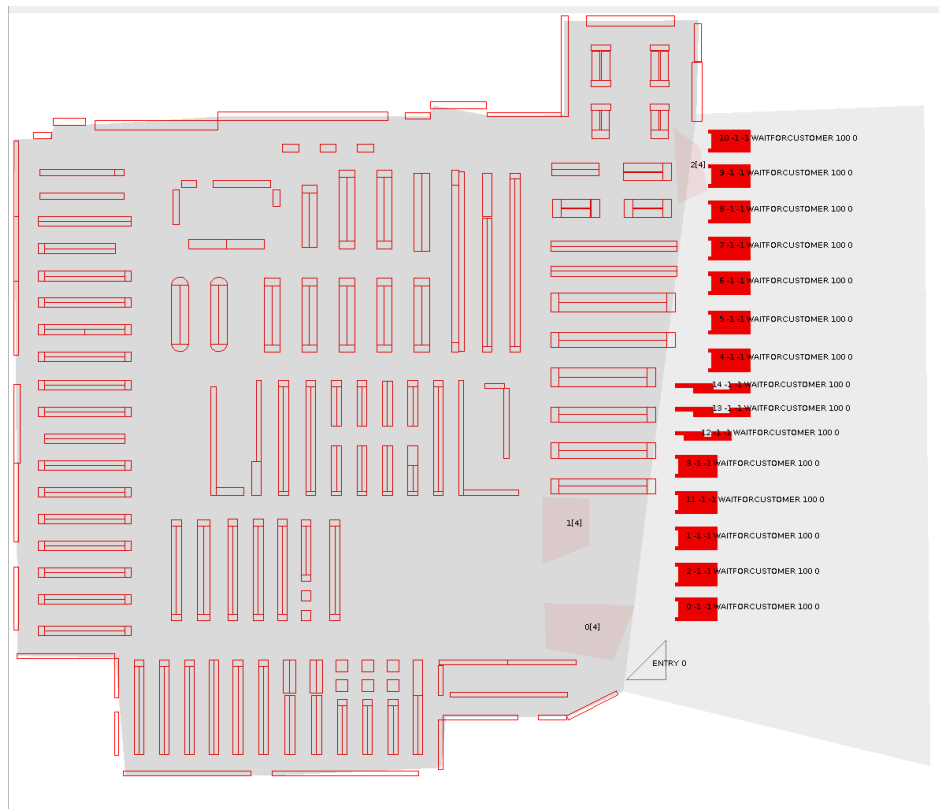 10 -1 -1 WAITFORCUSTOMER 100 0
2[4]
9 -1 -1 WAITFORCUSTOMER 100 0
8 -1 -1 WAITFORCUSTOMER 100 0
7 -1 -1 WAITFORCUSTOMER 100 0
6 -1 -1 WAITFORCUSTOMER 100 0
5 -1 -1 WAITFORCUSTOMER 100 0
4 -1 -1 WAITFORCUSTOMER 100 0
14 -1 -1 WAITFORCUSTOMER 100 0
13 -1 -1 WAITFORCUSTOMER 100 0
12 -1 -1 WAITFORCUSTOMER 100 0
3 -1 -1 WAITFORCUSTOMER 100 0
11 -1 -1 WAITFORCUSTOMER 100 0
1[4]
1 -1 -1 WAITFORCUSTOMER 100 0
2 -1 -1 WAITFORCUSTOMER 100 0
0 -1 -1 WAITFORCUSTOMER 100 0
0[4]
ENTRY 0